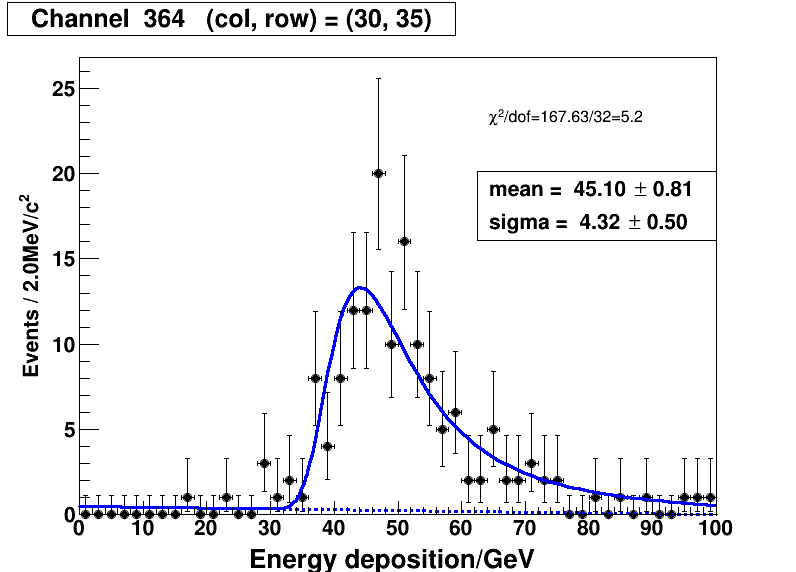 Channel 364 (col, row) = (30, 35)
χ²/dof=167.63/32=5.2
mean = 45.10 ± 0.81
sigma = 4.32 ± 0.50
Events / 2.0MeV/c²
25
20
15
10
5
0
0 10 20 30 40 50 60 70 80 90 100
Energy deposition/GeV